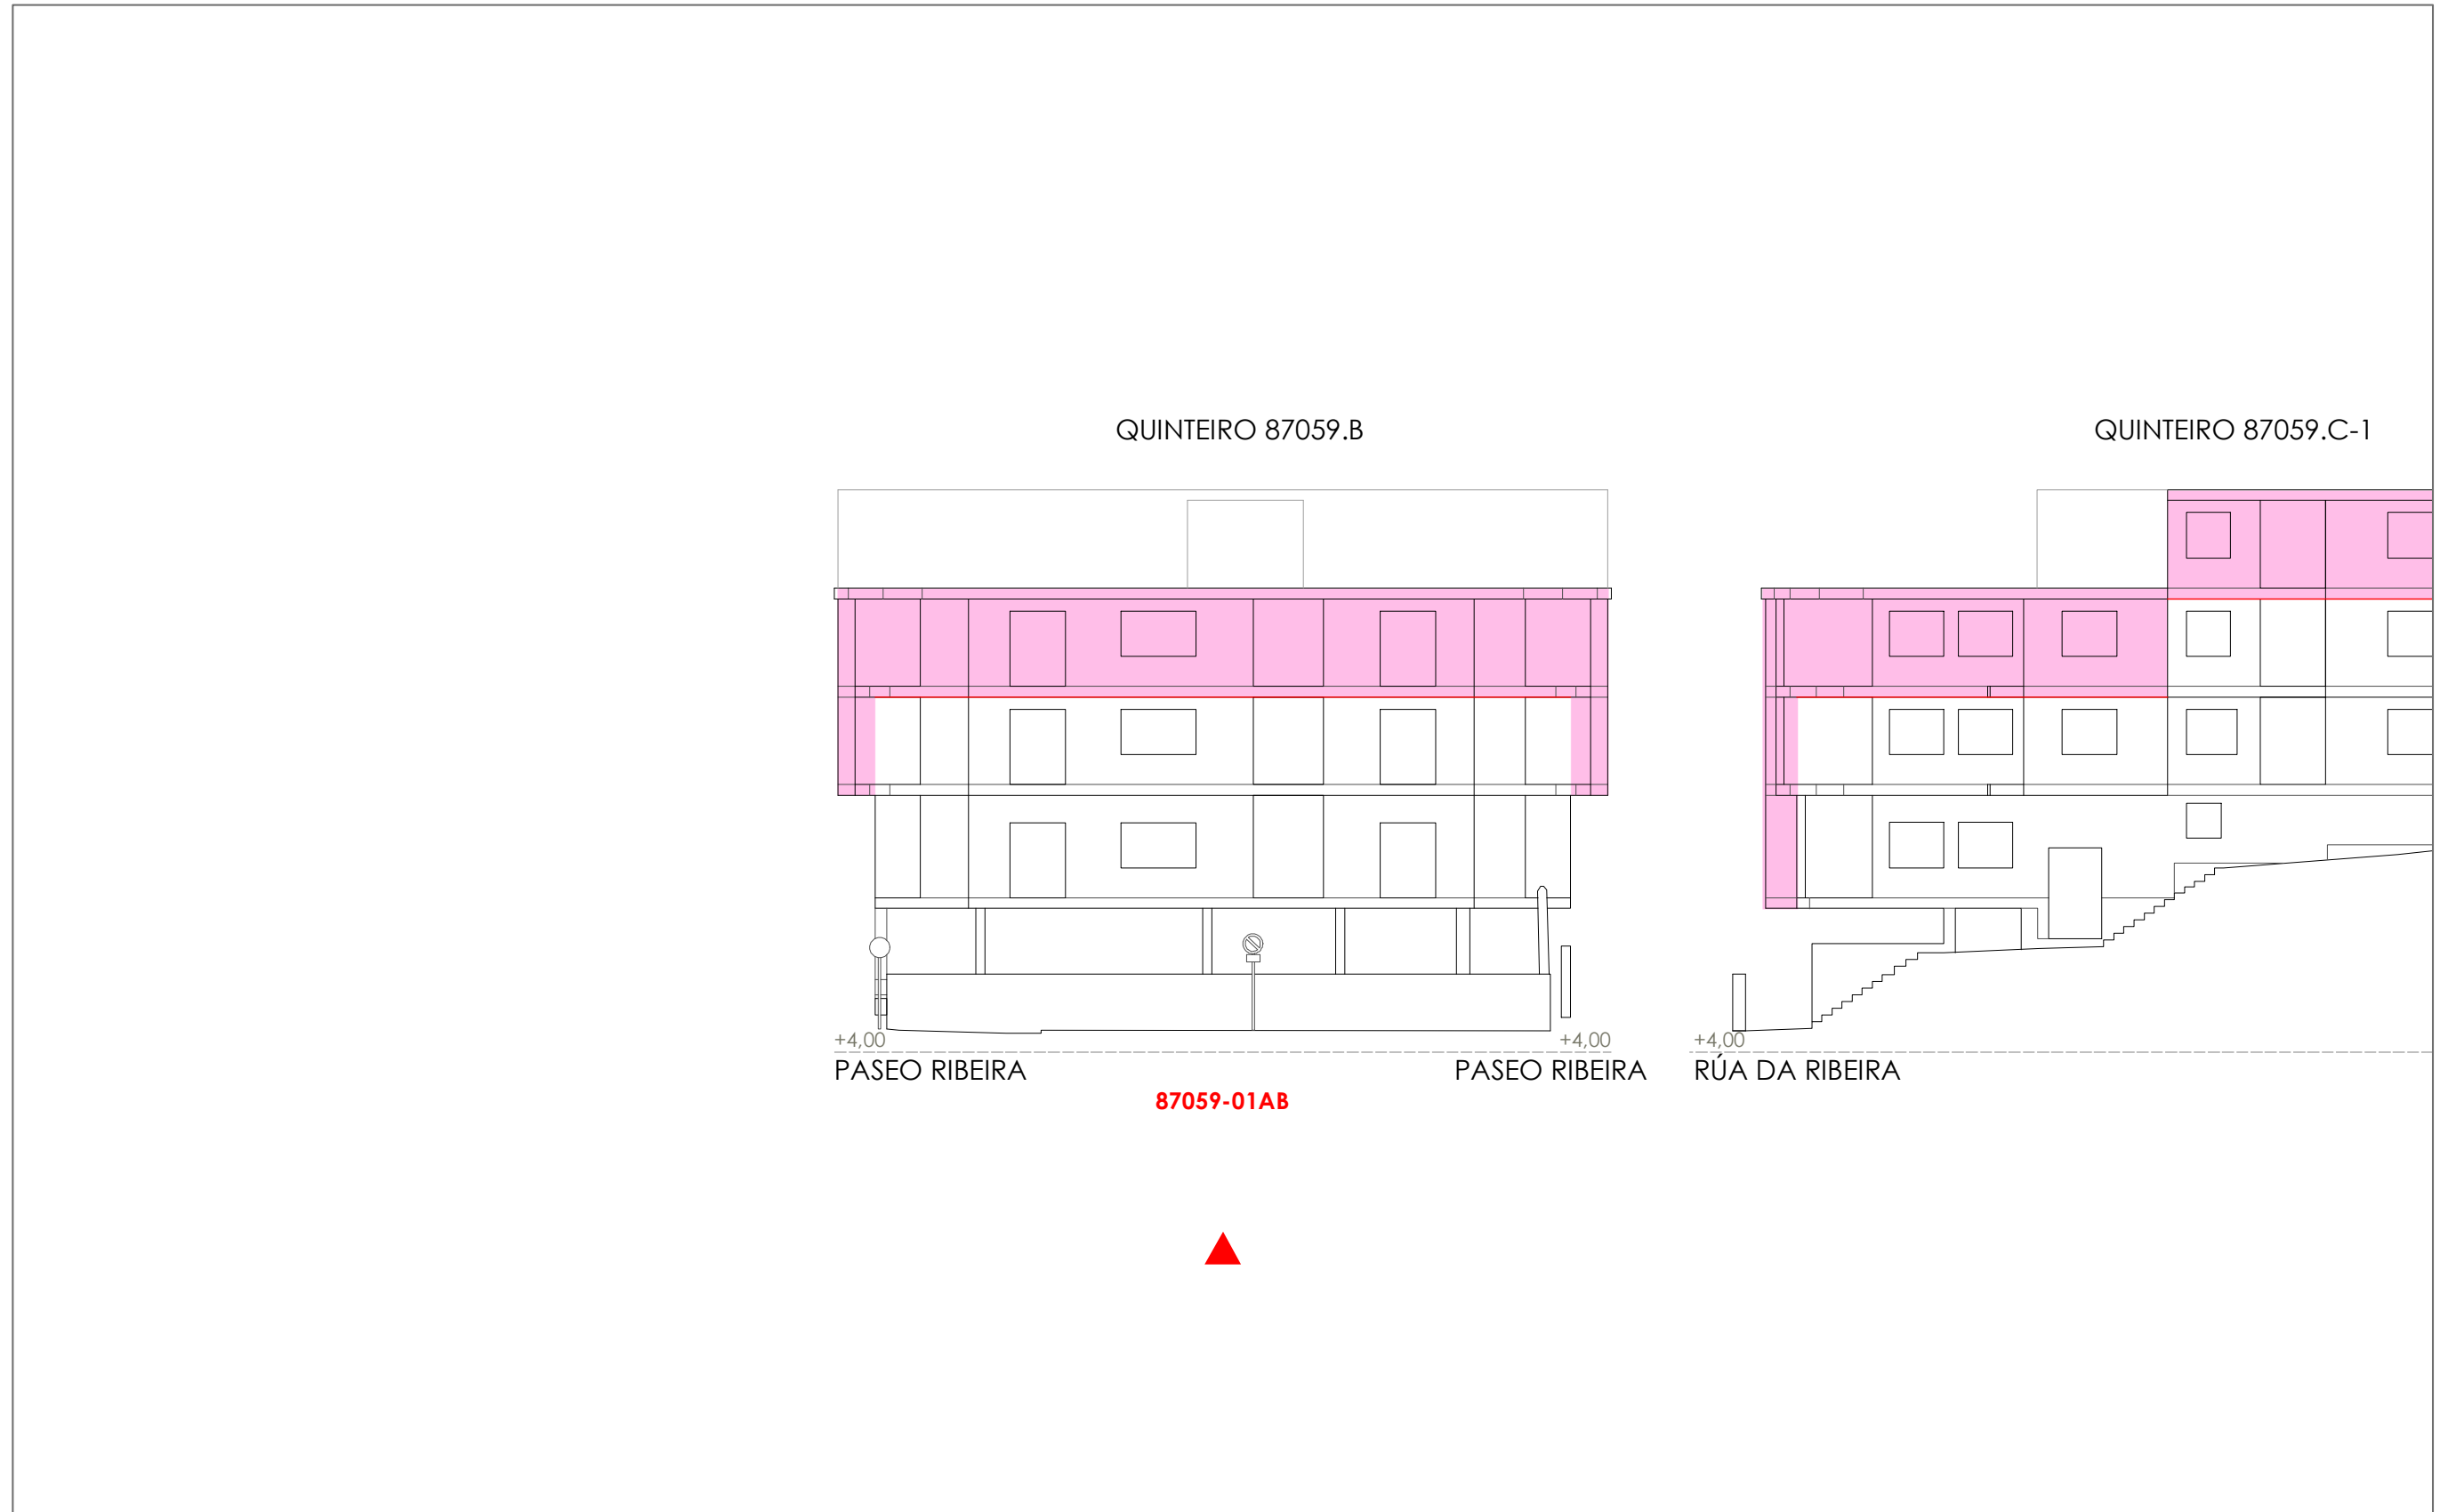 QUINTEIRO 87059.B
QUINTEIRO 87059.C-1
+4,00
+4,00
+4,00
PASEO RIBEIRA
PASEO RIBEIRA
RÚA DA RIBEIRA
87059-01AB